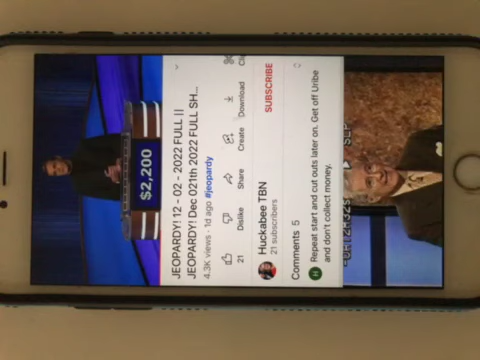 $2,200
JEOPARDY! 12 - 02 - 2022 FULL ||
JEOPARDY! Dec 021th 2022 FULL SH...
4.3K views · 1d ago #jeopardy
21
Dislike
Share
Create
Download
Cli
Huckabee TBN
21 subscribers
SUBSCRIBE
Comments 5
H
Repeat start and cut outs later on. Get off Uribe
and don't collect money.